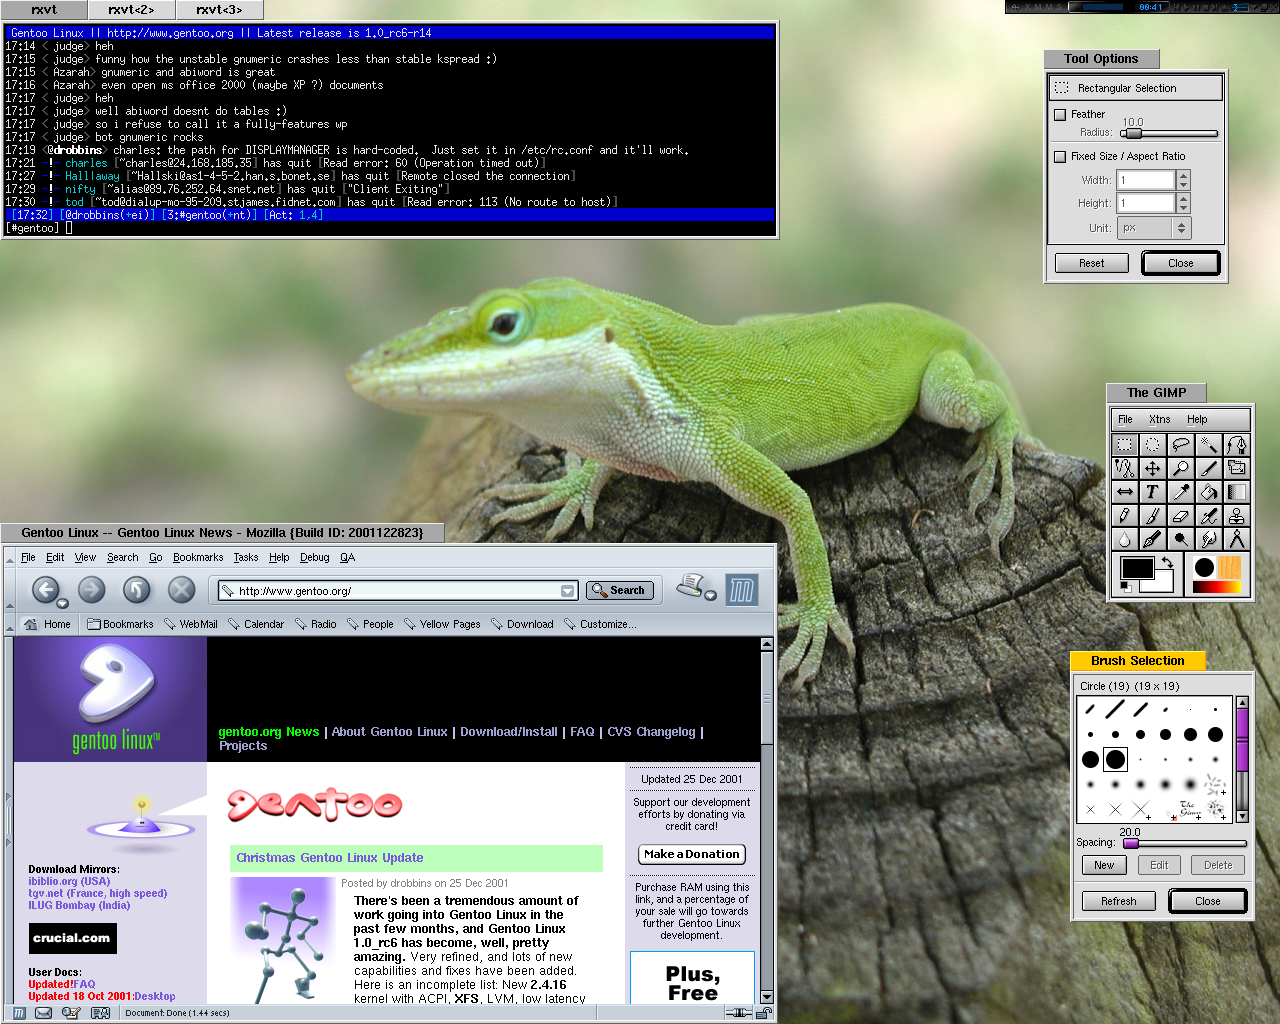 rxvt
rxvt<2>
rxvt<3>
Gentoo Linux || http://www.gentoo.org || Latest release is 1.0_rc6-r14
17:14 < judge> heh
17:15 < judge> funny how the unstable gnumeric crashes less than stable kspread :)
17:15 < Azarah> gnumeric and abiword is great
17:16 < Azarah> even open ms office 2000 (maybe XP ?) documents
17:17 < judge> heh
17:17 < judge> well abiword doesnt do tables :)
17:17 < judge> so i refuse to call it a fully-features wp
17:17 < judge> bot gnumeric rocks
17:19 <@drobbins> charles: the path for DISPLAYMANAGER is hard-coded.  Just set it in /etc/rc.conf and it'll work.
17:21 -!- charles [~charles@24.168.185.35] has quit [Read error: 60 (Operation timed out)]
17:27 -!- Halllaway [~Hallski@as1-4-5-2.han.s.bonet.se] has quit [Remote closed the connection]
17:29 -!- nifty [~alias@89.76.252.64.snet.net] has quit ["Client Exiting"]
17:30 -!- tod [~tod@dialup-mo-95-209.stjames.fidnet.com] has quit [Read error: 113 (No route to host)]
[17:32] [@drobbins(+ei)] [3:#gentoo(+nt)] [Act: 1,4]
[#gentoo]
XMMS
00:41
Tool Options
Rectangular Selection
Feather
10.0
Radius:
Fixed Size / Aspect Ratio
Width: 1
Height: 1
Unit: px
Reset Close
The GIMP
File Xtns Help
T
Brush Selection
Circle (19) (19 x 19)
The Gimp
20.0
Spacing:
New Edit Delete
Refresh Close
Gentoo Linux -- Gentoo Linux News - Mozilla {Build ID: 2001122823}
File Edit View Search Go Bookmarks Tasks Help Debug QA
http://www.gentoo.org/ Search
Home Bookmarks WebMail Calendar Radio People Yellow Pages Download Customize...
gentoo linux™
gentoo.org News | About Gentoo Linux | Download/Install | FAQ | CVS Changelog |
Projects
Download Mirrors:
ibiblio.org (USA)
tgv.net (France, high speed)
ILUG Bombay (India)
crucial.com
User Docs:
Updated!FAQ
Updated 18 Oct 2001:Desktop
gentoo
Christmas Gentoo Linux Update
Posted by drobbins on 25 Dec 2001
There's been a tremendous amount of
work going into Gentoo Linux in the
past few months, and Gentoo Linux
1.0_rc6 has become, well, pretty
amazing. Very refined, and lots of new
capabilities and fixes have been added.
Here is an incomplete list: New 2.4.16
kernel with ACPI, XFS, LVM, low latency
Updated 25 Dec 2001
Support our development
efforts by donating via
credit card!
Make a Donation
Purchase RAM using this
link, and a percentage of
your sale will go towards
further Gentoo Linux
development.
Plus,
Free
Document: Done (1.44 secs)